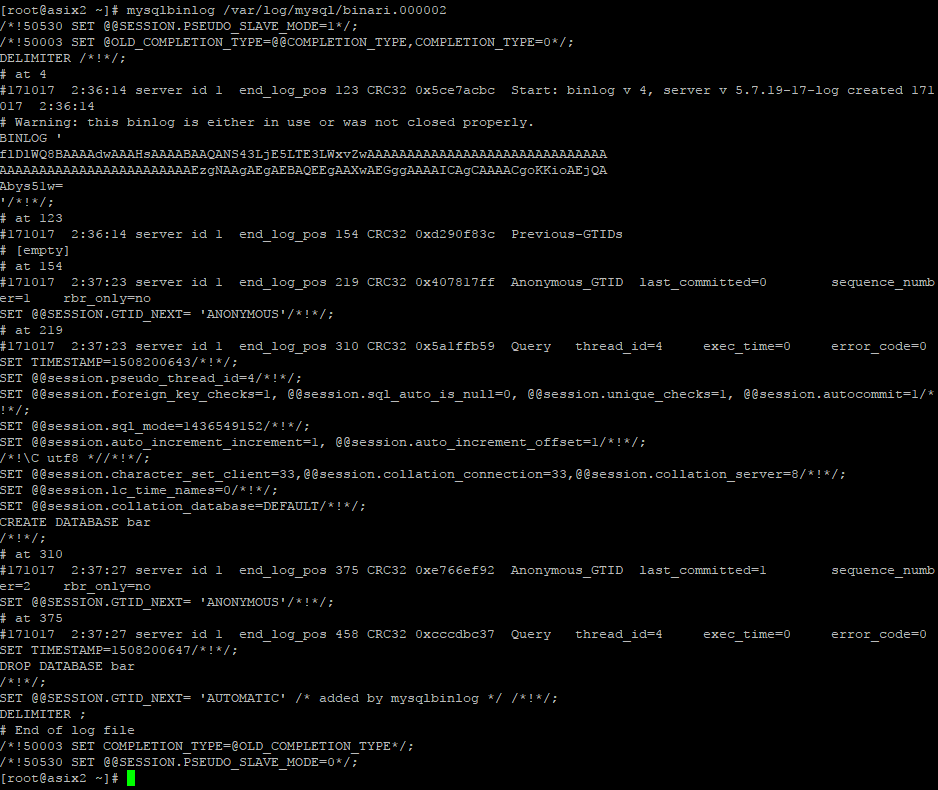 [root@asix2 ~]# mysqlbinlog /var/log/mysql/binari.000002
/*!50530 SET @@SESSION.PSEUDO_SLAVE_MODE=1*/;
/*!50003 SET @OLD_COMPLETION_TYPE=@@COMPLETION_TYPE,COMPLETION_TYPE=0*/;
DELIMITER /*!*/;
# at 4
#171017  2:36:14 server id 1  end_log_pos 123 CRC32 0x5ce7acbc  Start: binlog v 4, server v 5.7.19-17-log created 171
017  2:36:14
# Warning: this binlog is either in use or was not closed properly.
BINLOG '
flDlWQ8BAAAAdwAAAHsAAAABAAQANS43LjE5LTE3LWxvZwAAAAAAAAAAAAAAAAAAAAAAAAAAAAAA
AAAAAAAAAAAAAAAAAAAAAAAAEzgNAAgAEgAEBAQEEgAAXwAEGggAAAAICAgCAAAACgoKKioAEjQA
Abys51w=
'/*!*/;
# at 123
#171017  2:36:14 server id 1  end_log_pos 154 CRC32 0xd290f83c  Previous-GTIDs
# [empty]
# at 154
#171017  2:37:23 server id 1  end_log_pos 219 CRC32 0x407817ff  Anonymous_GTID  last_committed=0        sequence_numb
er=1    rbr_only=no
SET @@SESSION.GTID_NEXT= 'ANONYMOUS'/*!*/;
# at 219
#171017  2:37:23 server id 1  end_log_pos 310 CRC32 0x5a1ffb59  Query   thread_id=4     exec_time=0     error_code=0
SET TIMESTAMP=1508200643/*!*/;
SET @@session.pseudo_thread_id=4/*!*/;
SET @@session.foreign_key_checks=1, @@session.sql_auto_is_null=0, @@session.unique_checks=1, @@session.autocommit=1/*
!*/;
SET @@session.sql_mode=1436549152/*!*/;
SET @@session.auto_increment_increment=1, @@session.auto_increment_offset=1/*!*/;
/*!\C utf8 *//*!*/;
SET @@session.character_set_client=33,@@session.collation_connection=33,@@session.collation_server=8/*!*/;
SET @@session.lc_time_names=0/*!*/;
SET @@session.collation_database=DEFAULT/*!*/;
CREATE DATABASE bar
/*!*/;
# at 310
#171017  2:37:27 server id 1  end_log_pos 375 CRC32 0xe766ef92  Anonymous_GTID  last_committed=1        sequence_numb
er=2    rbr_only=no
SET @@SESSION.GTID_NEXT= 'ANONYMOUS'/*!*/;
# at 375
#171017  2:37:27 server id 1  end_log_pos 458 CRC32 0xcccdbc37  Query   thread_id=4     exec_time=0     error_code=0
SET TIMESTAMP=1508200647/*!*/;
DROP DATABASE bar
/*!*/;
SET @@SESSION.GTID_NEXT= 'AUTOMATIC' /* added by mysqlbinlog */ /*!*/;
DELIMITER ;
# End of log file
/*!50003 SET COMPLETION_TYPE=@OLD_COMPLETION_TYPE*/;
/*!50530 SET @@SESSION.PSEUDO_SLAVE_MODE=0*/;
[root@asix2 ~]#